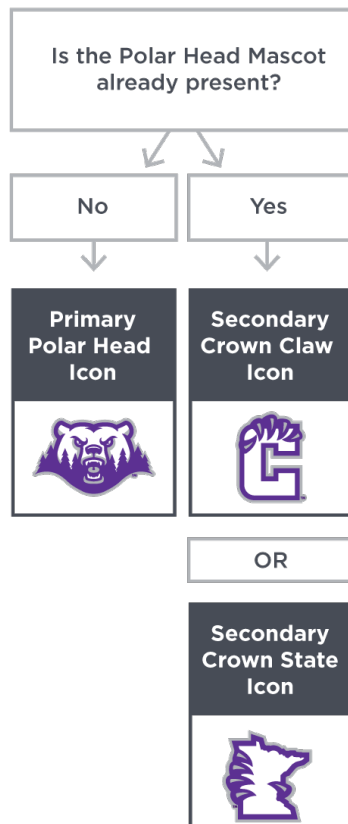 Is the Polar Head Mascot
already present?
No
Yes
Primary
Polar Head
Icon
Secondary
Crown Claw
Icon
C
OR
Secondary
Crown State
Icon